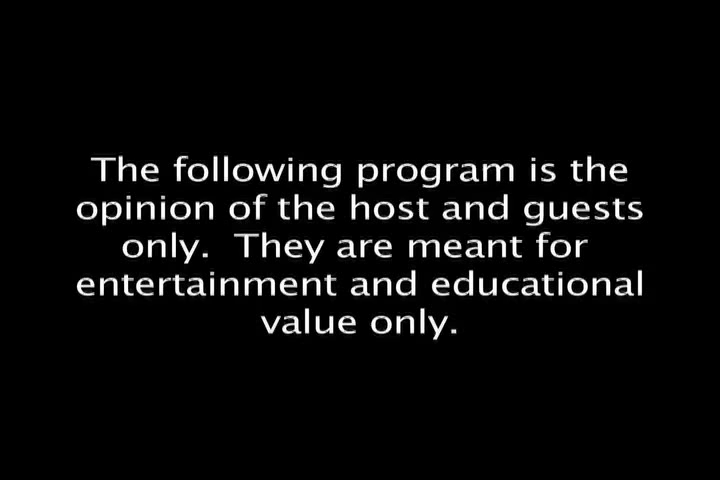 The following program is the
opinion of the host and guests
only.  They are meant for
entertainment and educational
value only.